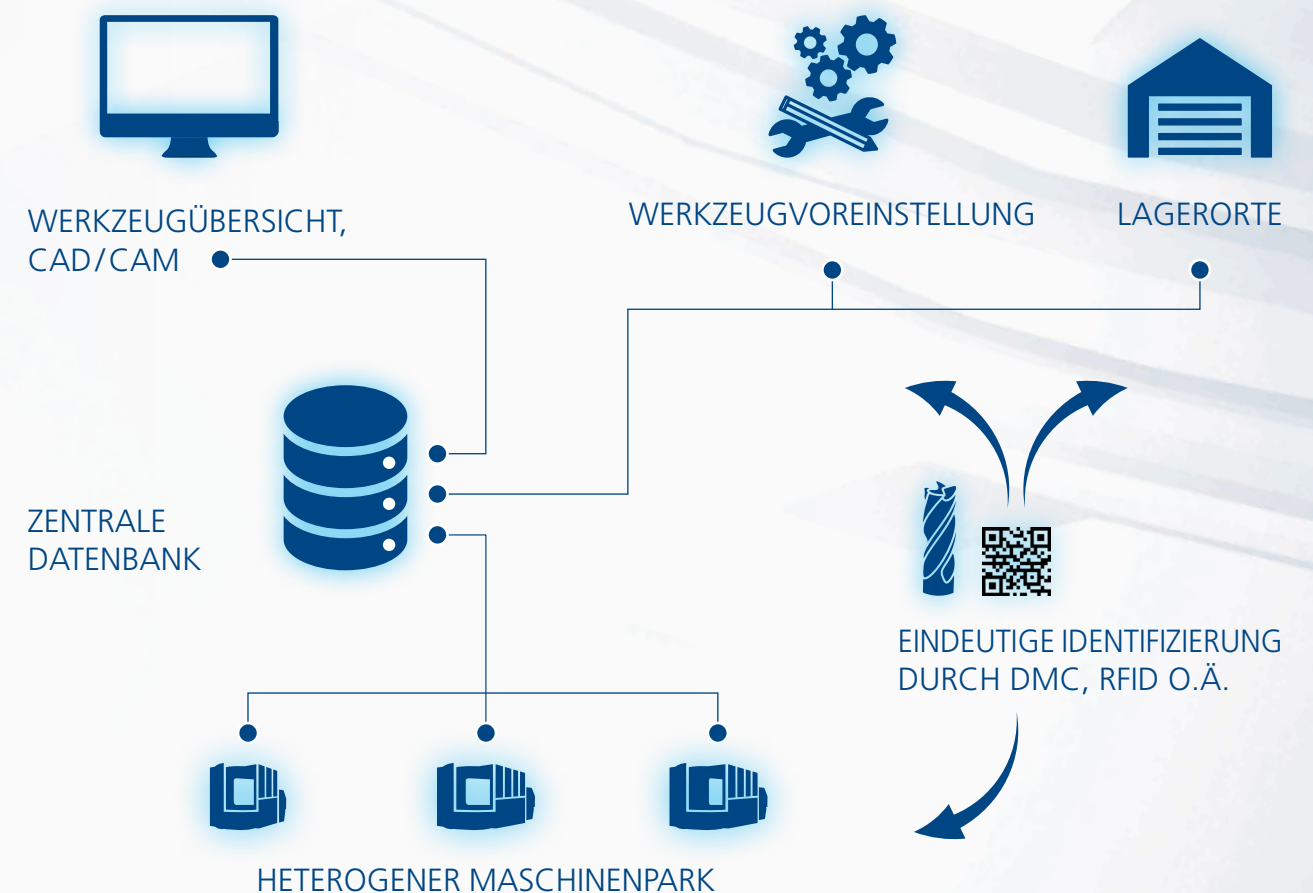 WERKZEUGÜBERSICHT,
CAD/CAM
WERKZEUGVOREINSTELLUNG
LAGERORTE
ZENTRALE
DATENBANK
EINDEUTIGE IDENTIFIZIERUNG
DURCH DMC, RFID O.Ä.
HETEROGENER MASCHINENPARK